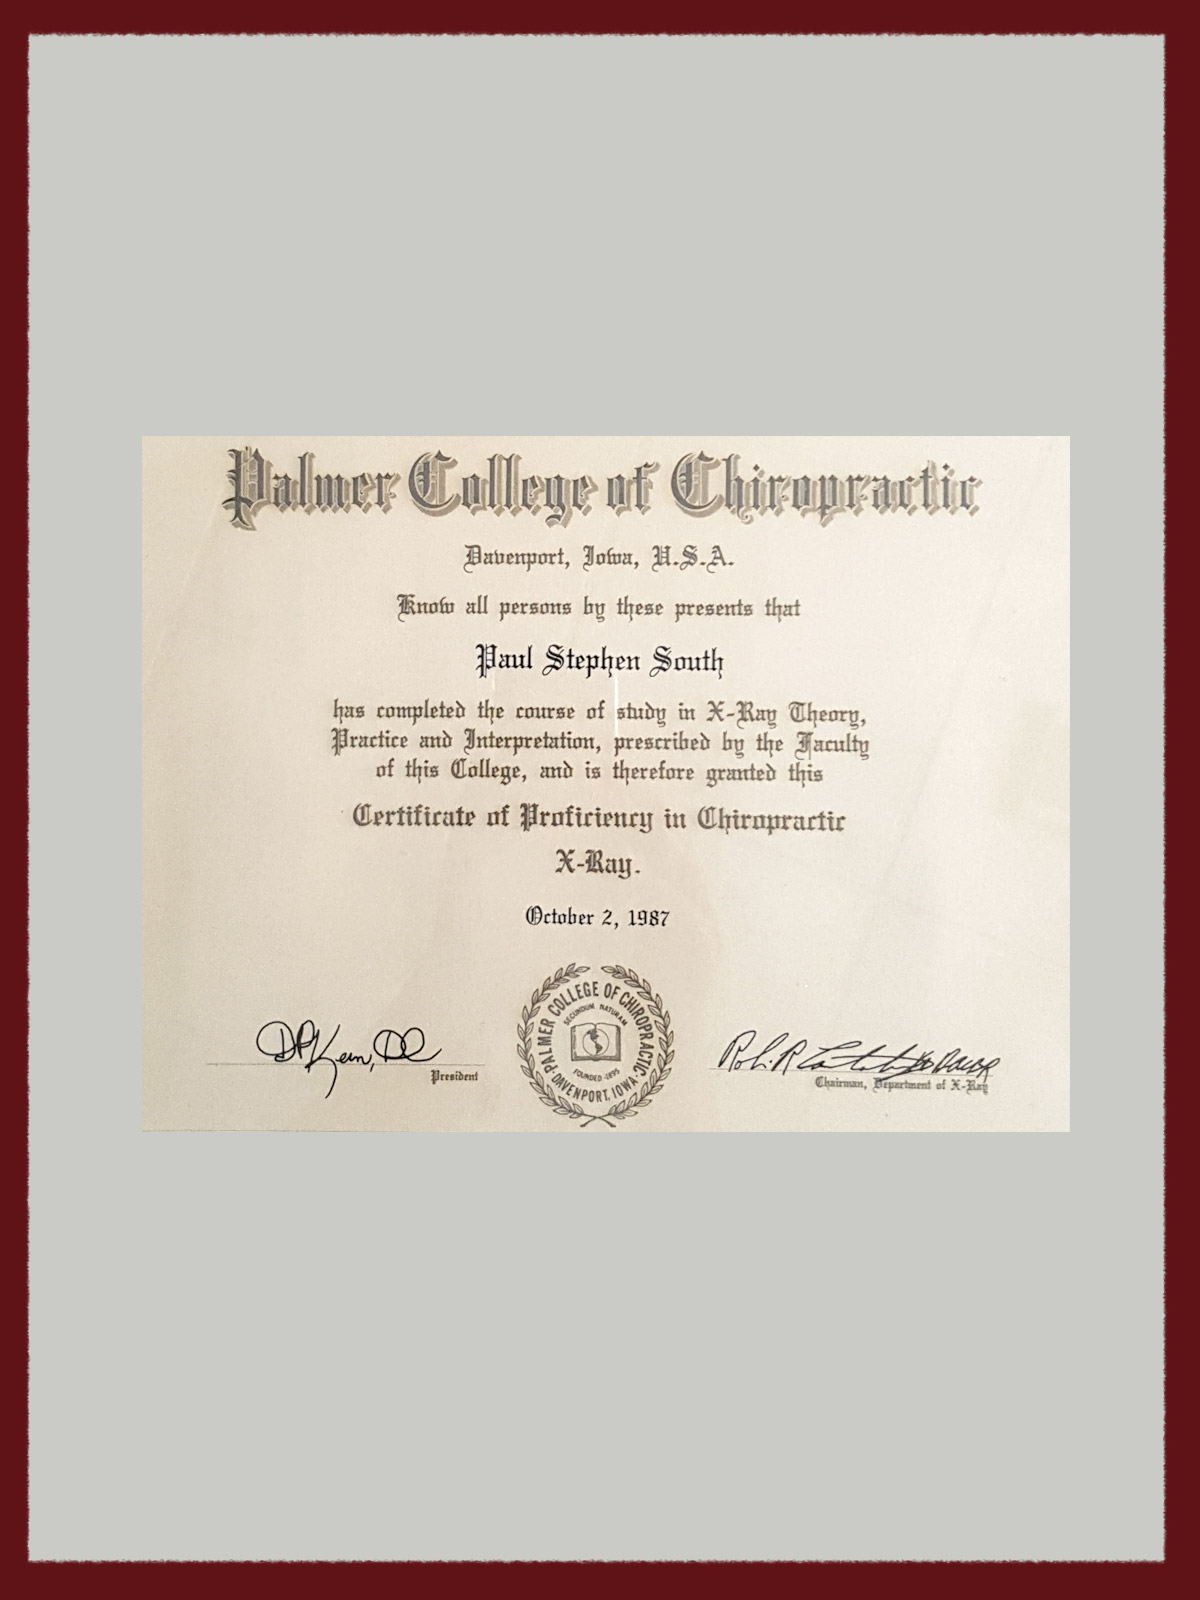 Palmer College of Chiropractic
Davenport, Iowa, U.S.A.
Know all persons by these presents that
Paul Stephen South
has completed the course of study in X-Ray Theory,
Practice and Interpretation, prescribed by the Faculty
of this College, and is therefore granted this
Certificate of Proficiency in Chiropractic
X-Ray.
October 2, 1987
PALMER COLLEGE OF CHIROPRACTIC
SECUNDUM NATURAM
FOUNDED -1895
DAVENPORT, IOWA
President
Chairman, Department of X-Ray